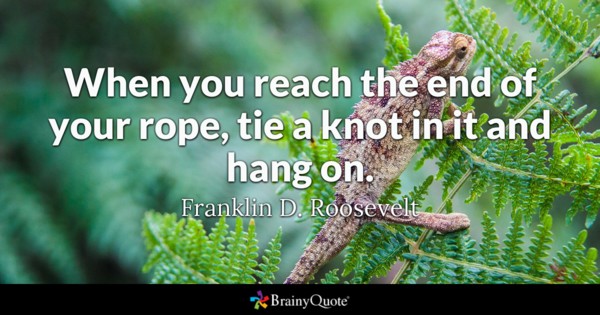 When you reach the end of
your rope, tie a knot in it and
hang on.
Franklin D. Roosevelt
BrainyQuote